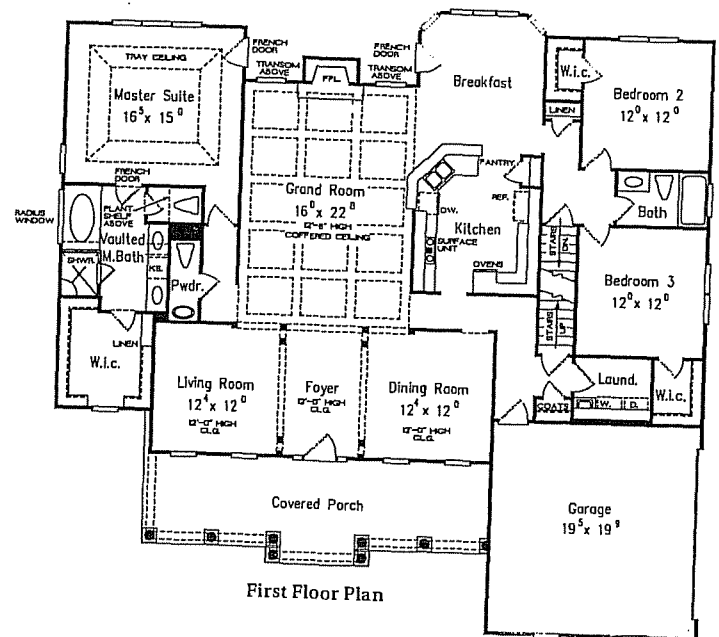 FRENCH
DOOR
TRAY CEILING
TRANSOM
ABOVE
FPL.
FRENCH
DOOR
TRANSOM
ABOVE
Breakfast
W.i.c.
Bedroom 2
12⁰ x 12⁰
LINEN
Master Suite
16⁵ x 15⁰
FRENCH
DOOR
PANTRY
Grand Room
16⁰ x 22⁰
12'-8" HIGH
COFFERED CEILING
REF.
DW.
Kitchen
SURFACE
UNIT
OVENS
Bath
RADIUS
WINDOW
PLANT
SHELF
ABOVE
Vaulted
M.Bath
SHWR.
KS.
Pwdr.
STAIRS
DN.
Bedroom 3
12⁰ x 12⁰
STAIRS
UP
LINEN
W.i.c.
Living Room
12⁴ x 12⁰
12'-0" HIGH
CLG.
Foyer
12'-0" HIGH
CLG.
Dining Room
12⁴ x 12⁰
12'-0" HIGH
CLG.
Laund.
W.i.c.
COATS
W.
D.
Covered Porch
Garage
19⁵ x 19⁹
First Floor Plan